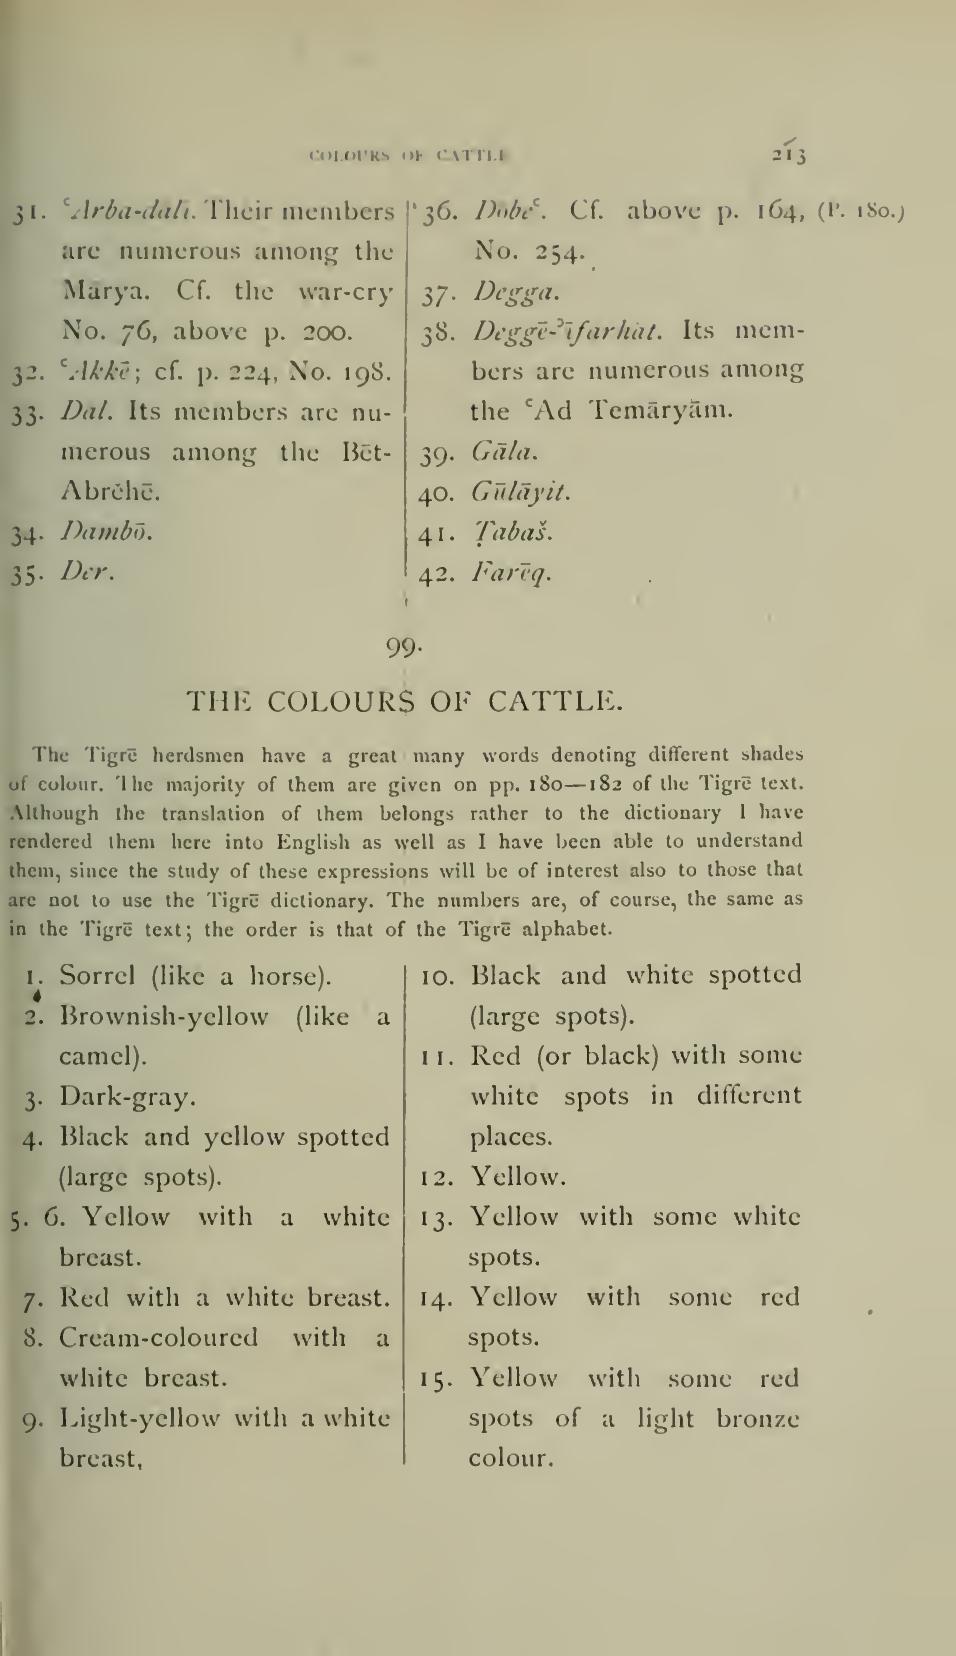 COLOURS OF CATTLE 213
31. ʿArba-dali. Their members
are numerous among the
Mārya. Cf. the war-cry
No. 76, above p. 200.
32. ʿAkkē; cf. p. 224, No. 198.
33. Dal. Its members are nu-
merous among the Bēt-
Abrĕhē.
34. Dambō.
35. Der.
36. Dobéʿ. Cf. above p. 164, (P. 180.)
No. 254.
37. Degga.
38. Deggē-ʾīfarhat. Its mem-
bers are numerous among
the ʿAd Temāryām.
39. Gāla.
40. Gūlāyit.
41. Ṭabaš.
42. Farēq.
99.
THE COLOURS OF CATTLE.
The Tigrē herdsmen have a great many words denoting different shades
of colour. The majority of them are given on pp. 180—182 of the Tigrē text.
Although the translation of them belongs rather to the dictionary I have
rendered them here into English as well as I have been able to understand
them, since the study of these expressions will be of interest also to those that
are not to use the Tigrē dictionary. The numbers are, of course, the same as
in the Tigrē text; the order is that of the Tigrē alphabet.
1. Sorrel (like a horse).
2. Brownish-yellow (like a
camel).
3. Dark-gray.
4. Black and yellow spotted
(large spots).
5. 6. Yellow with a white
breast.
7. Red with a white breast.
8. Cream-coloured with a
white breast.
9. Light-yellow with a white
breast,
10. Black and white spotted
(large spots).
11. Red (or black) with some
white spots in different
places.
12. Yellow.
13. Yellow with some white
spots.
14. Yellow with some red
spots.
15. Yellow with some red
spots of a light bronze
colour.